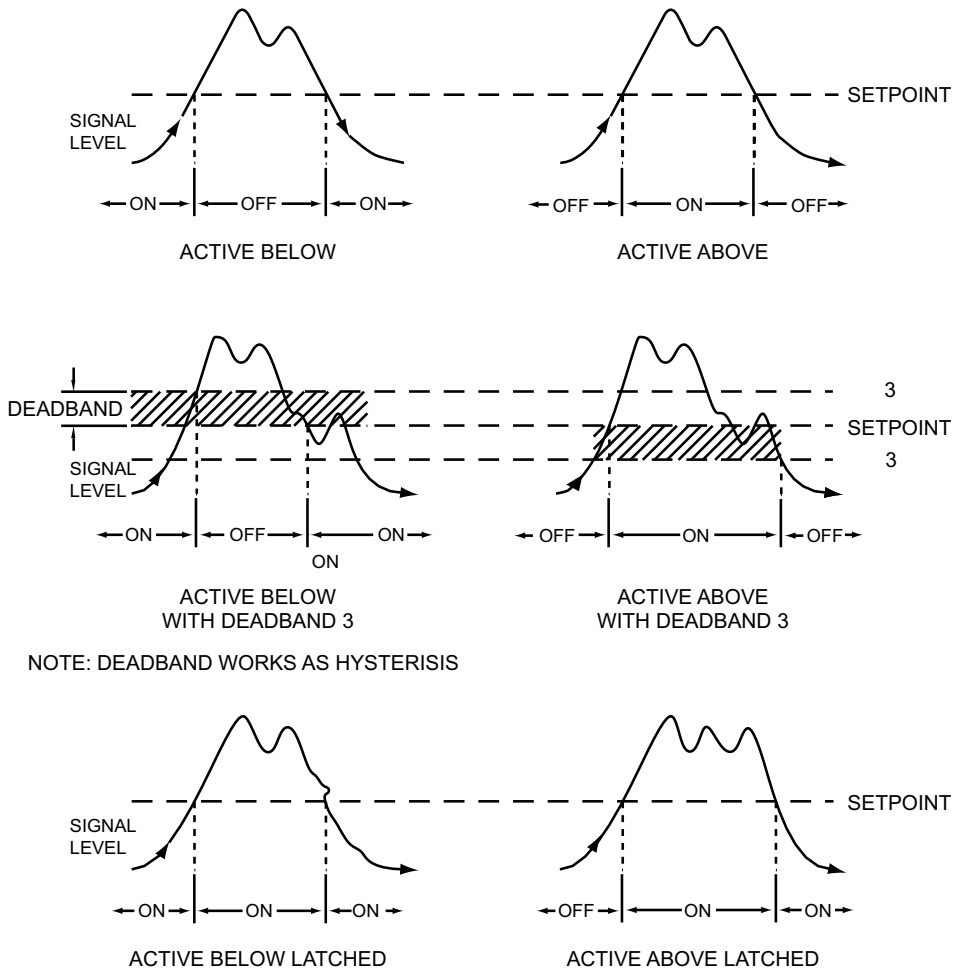 SETPOINT
SIGNAL
LEVEL
ON OFF ON
OFF ON OFF
ACTIVE BELOW
ACTIVE ABOVE
3
DEADBAND
SETPOINT
3
SIGNAL
LEVEL
ON OFF ON
ON
OFF ON OFF
ACTIVE BELOW
WITH DEADBAND 3
ACTIVE ABOVE
WITH DEADBAND 3
NOTE: DEADBAND WORKS AS HYSTERISIS
SETPOINT
SIGNAL
LEVEL
ON ON ON
OFF ON ON
ACTIVE BELOW LATCHED
ACTIVE ABOVE LATCHED